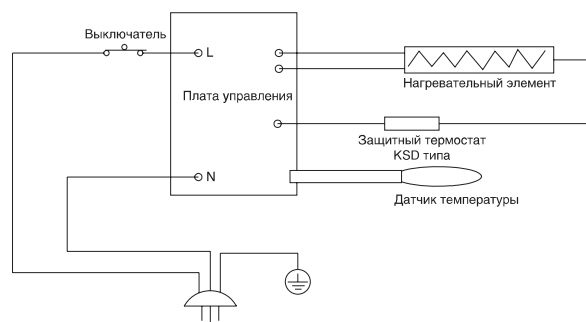 Выключатель
L
Нагревательный элемент
Плата управления
Защитный термостат
KSD типа
N
Датчик температуры